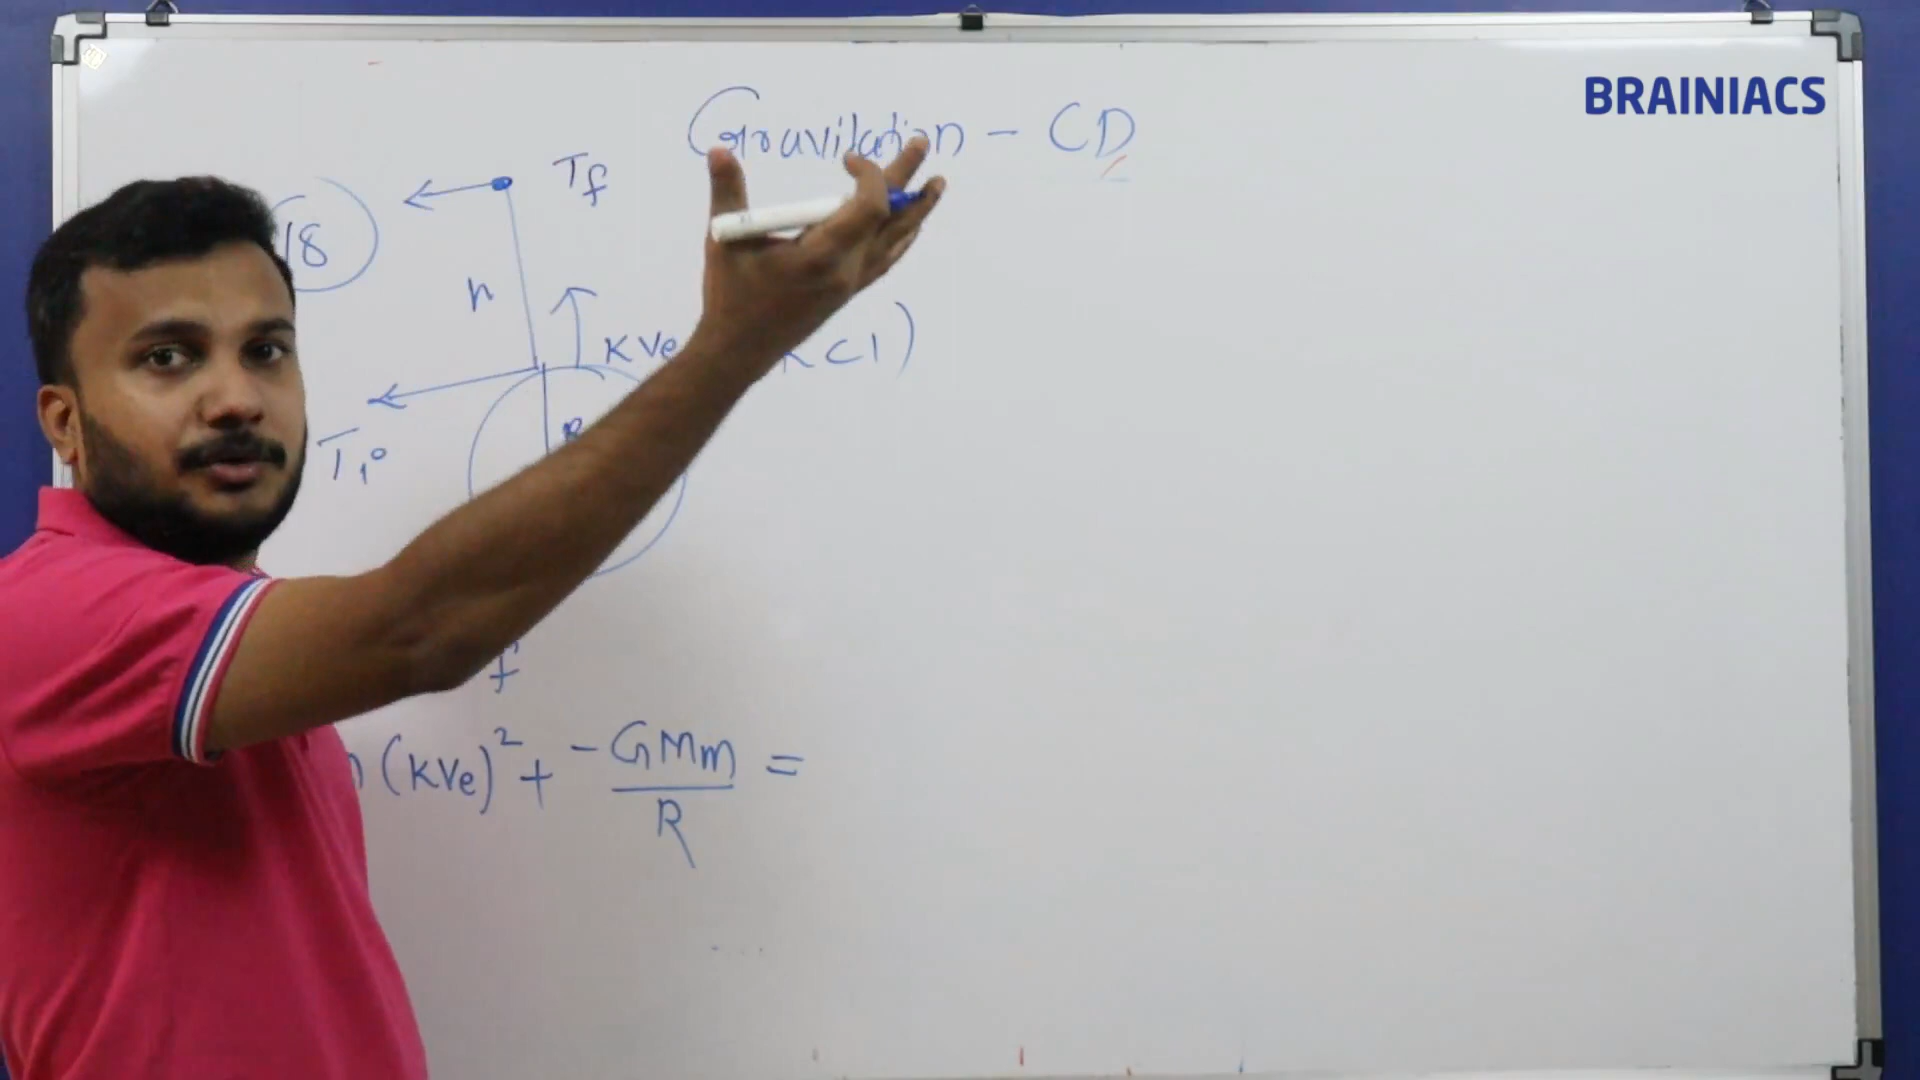 BRAINIACS
Gravitation - CD
18
Tf
h
KVe
K<1)
Ti
R
f
(KVe)² + -GMm/R =